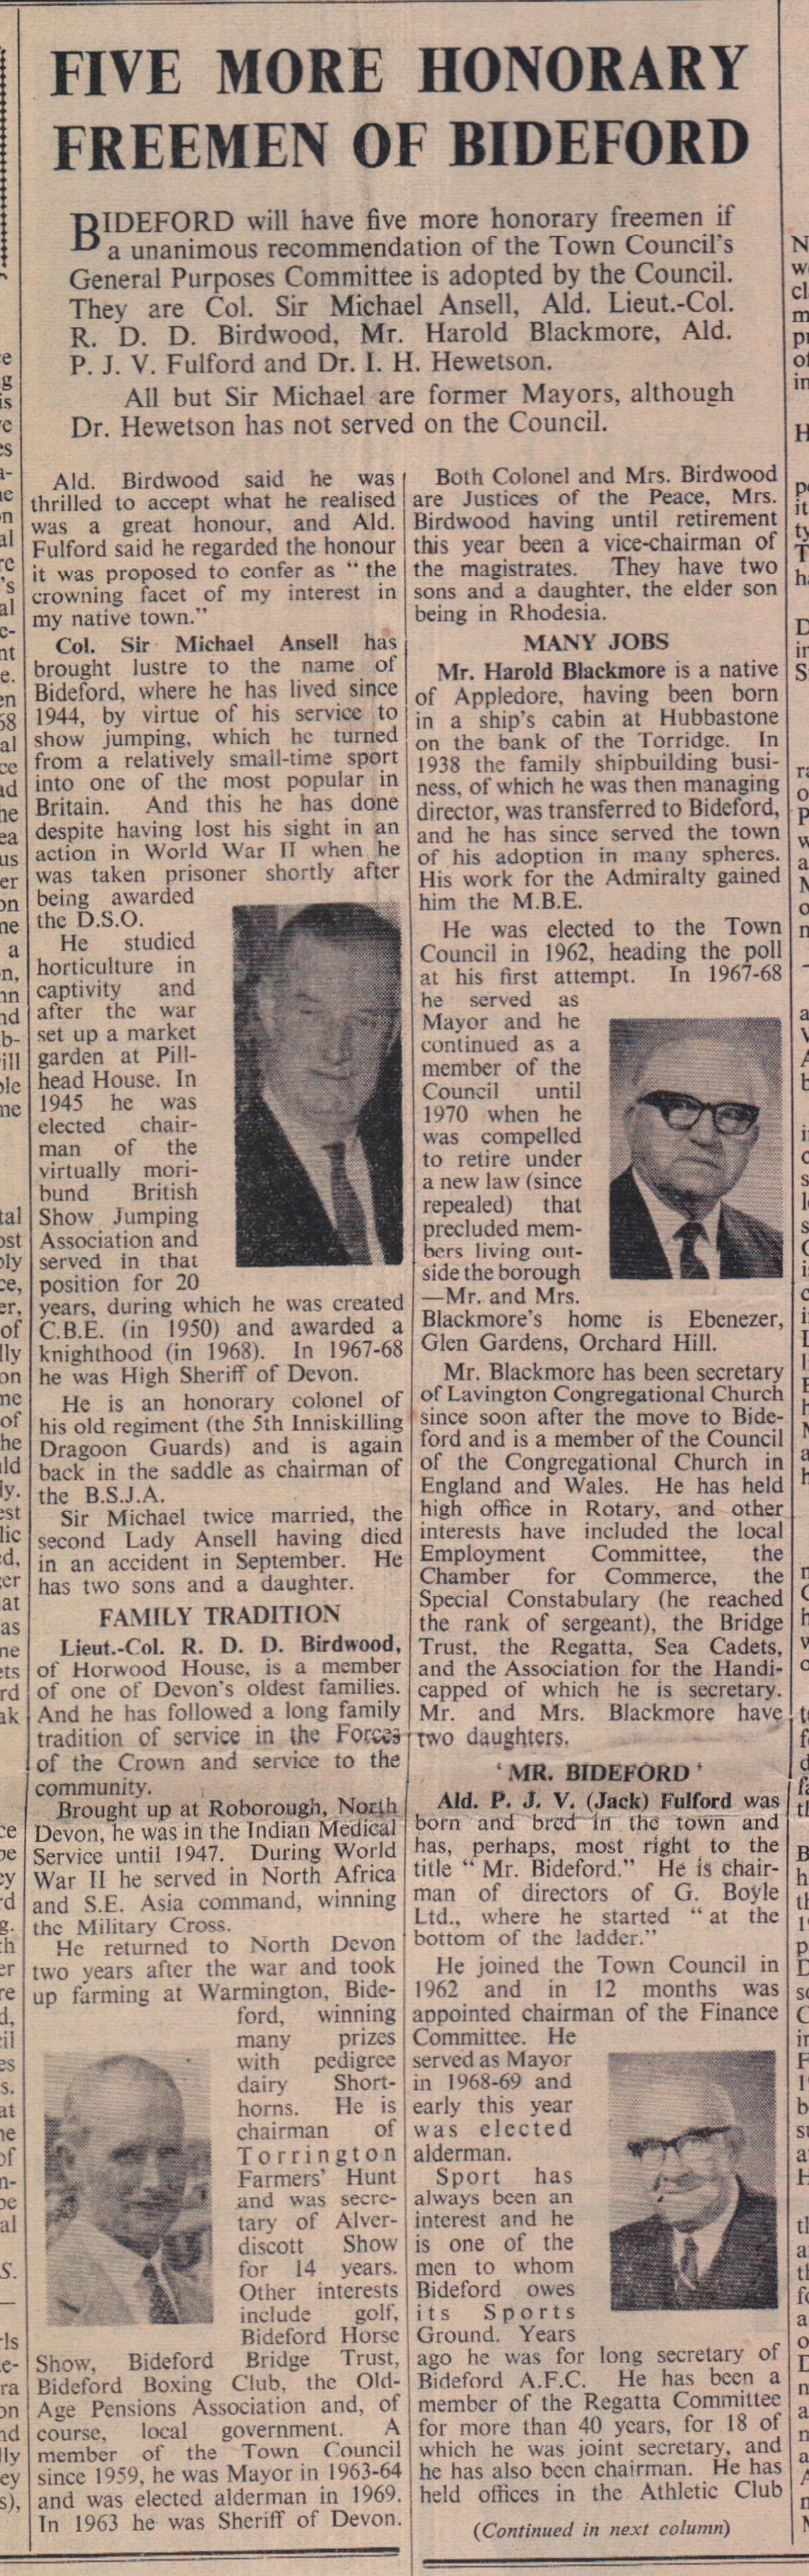 FIVE MORE HONORARY
FREEMEN OF BIDEFORD
BIDEFORD will have five more honorary freemen if
a unanimous recommendation of the Town Council's
General Purposes Committee is adopted by the Council.
They are Col. Sir Michael Ansell, Ald. Lieut.-Col.
R. D. D. Birdwood, Mr. Harold Blackmore, Ald.
P. J. V. Fulford and Dr. I. H. Hewetson.
All but Sir Michael are former Mayors, although
Dr. Hewetson has not served on the Council.
Ald. Birdwood said he was
thrilled to accept what he realised
was a great honour, and Ald.
Fulford said he regarded the honour
it was proposed to confer as " the
crowning facet of my interest in
my native town."
Col. Sir Michael Ansell has
brought lustre to the name of
Bideford, where he has lived since
1944, by virtue of his service to
show jumping, which he turned
from a relatively small-time sport
into one of the most popular in
Britain. And this he has done
despite having lost his sight in an
action in World War II when he
was taken prisoner shortly after
being awarded
the D.S.O.
He studied
horticulture in
captivity and
after the war
set up a market
garden at Pill-
head House. In
1945 he was
elected chair-
man of the
virtually mori-
bund British
Show Jumping
Association and
served in that
position for 20
years, during which he was created
C.B.E. (in 1950) and awarded a
knighthood (in 1968). In 1967-68
he was High Sheriff of Devon.
He is an honorary colonel of
his old regiment (the 5th Inniskilling
Dragoon Guards) and is again
back in the saddle as chairman of
the B.S.J.A.
Sir Michael twice married, the
second Lady Ansell having died
in an accident in September. He
has two sons and a daughter.
FAMILY TRADITION
Lieut.-Col. R. D. D. Birdwood,
of Horwood House, is a member
of one of Devon's oldest families.
And he has followed a long family
tradition of service in the Forces
of the Crown and service to the
community.
Brought up at Roborough, North
Devon, he was in the Indian Medical
Service until 1947. During World
War II he served in North Africa
and S.E. Asia command, winning
the Military Cross.
He returned to North Devon
two years after the war and took
up farming at Warmington, Bide-
ford, winning
many prizes
with pedigree
dairy Short-
horns. He is
chairman of
Torrington
Farmers' Hunt
and was secre-
tary of Alver-
discott Show
for 14 years.
Other interests
include golf,
Bideford Horse
Show, Bideford Bridge Trust,
Bideford Boxing Club, the Old-
Age Pensions Association and, of
course, local government. A
member of the Town Council
since 1959, he was Mayor in 1963-64
and was elected alderman in 1969.
In 1963 he was Sheriff of Devon.
Both Colonel and Mrs. Birdwood
are Justices of the Peace, Mrs.
Birdwood having until retirement
this year been a vice-chairman of
the magistrates. They have two
sons and a daughter, the elder son
being in Rhodesia.
MANY JOBS
Mr. Harold Blackmore is a native
of Appledore, having been born
in a ship's cabin at Hubbastone
on the bank of the Torridge. In
1938 the family shipbuilding busi-
ness, of which he was then managing
director, was transferred to Bideford,
and he has since served the town
of his adoption in many spheres.
His work for the Admiralty gained
him the M.B.E.
He was elected to the Town
Council in 1962, heading the poll
at his first attempt. In 1967-68
he served as
Mayor and he
continued as a
member of the
Council until
1970 when he
was compelled
to retire under
a new law (since
repealed) that
precluded mem-
bers living out-
side the borough
—Mr. and Mrs.
Blackmore's home is Ebenezer,
Glen Gardens, Orchard Hill.
Mr. Blackmore has been secretary
of Lavington Congregational Church
since soon after the move to Bide-
ford and is a member of the Council
of the Congregational Church in
England and Wales. He has held
high office in Rotary, and other
interests have included the local
Employment Committee, the
Chamber for Commerce, the
Special Constabulary (he reached
the rank of sergeant), the Bridge
Trust, the Regatta, Sea Cadets,
and the Association for the Handi-
capped of which he is secretary.
Mr. and Mrs. Blackmore have
two daughters.
' MR. BIDEFORD '
Ald. P. J. V. (Jack) Fulford was
born and bred in the town and
has, perhaps, most right to the
title " Mr. Bideford." He is chair-
man of directors of G. Boyle
Ltd., where he started " at the
bottom of the ladder."
He joined the Town Council in
1962 and in 12 months was
appointed chairman of the Finance
Committee. He
served as Mayor
in 1968-69 and
early this year
was elected
alderman.
Sport has
always been an
interest and he
is one of the
men to whom
Bideford owes
its Sports
Ground. Years
ago he was for long secretary of
Bideford A.F.C. He has been a
member of the Regatta Committee
for more than 40 years, for 18 of
which he was joint secretary, and
he has also been chairman. He has
held offices in the Athletic Club
(Continued in next column)